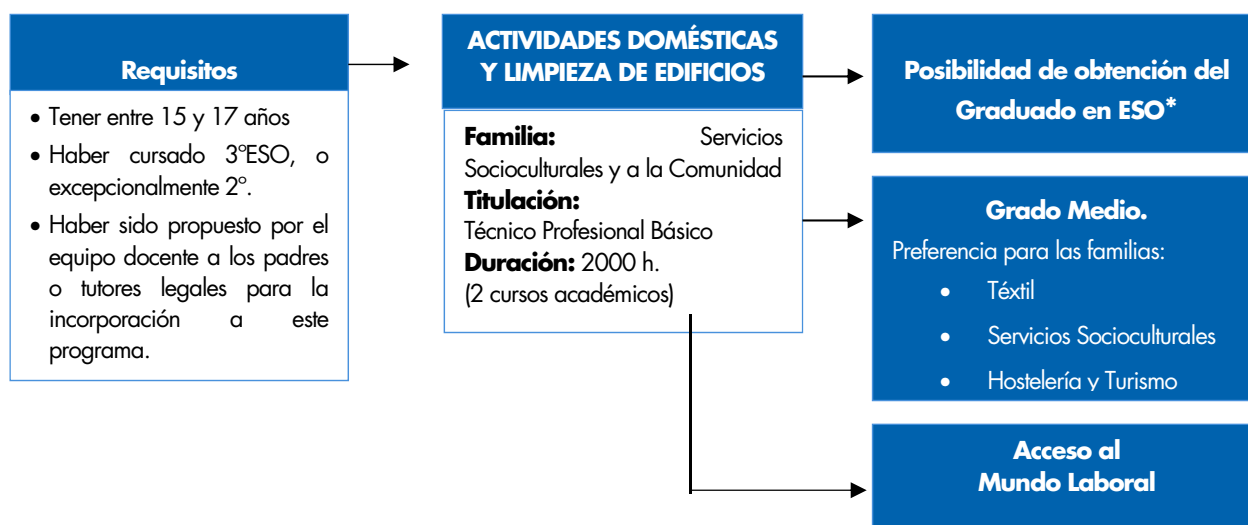 Requisitos
• Tener entre 15 y 17 años
• Haber cursado 3ºESO, o
excepcionalmente 2º.
• Haber sido propuesto por el
equipo docente a los padres
o tutores legales para la
incorporación a este
programa.
ACTIVIDADES DOMÉSTICAS
Y LIMPIEZA DE EDIFICIOS
Familia: Servicios
Socioculturales y a la Comunidad
Titulación:
Técnico Profesional Básico
Duración: 2000 h.
(2 cursos académicos)
Posibilidad de obtención del
Graduado en ESO*
Grado Medio.
Preferencia para las familias:
• Téxtil
• Servicios Socioculturales
• Hostelería y Turismo
Acceso al
Mundo Laboral